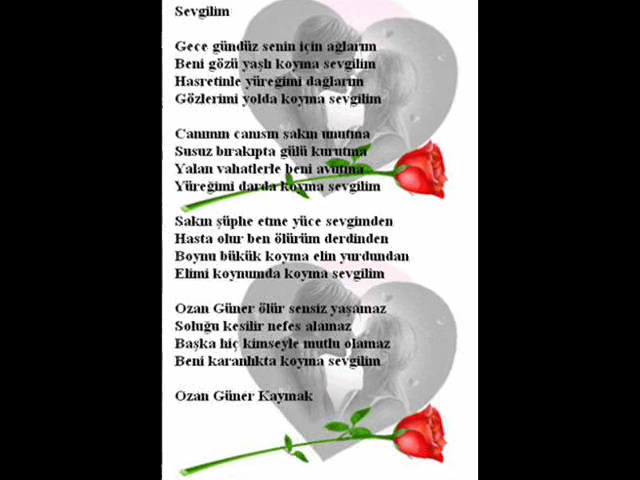 Sevgilim
Gece gündüz senin için ağlarım
Beni gözü yaşlı koyma sevgilim
Hasretinle yüreğimi dağlarım
Gözlerimi yolda koyma sevgilim
Canımın canısın sakın unutma
Susuz bırakıpta gülü kurutma
Yalan vahatlerle beni avutma
Yüreğimi darda koyma sevgilim
Sakın şüphe etme yüce sevgimden
Hasta olur ben ölürüm derdinden
Boynu bükük koyma elin yurdundan
Elimi koynumda koyma sevgilim
Ozan Güner ölür sensiz yaşamaz
Soluğu kesilir nefes alamaz
Başka hiç kimseyle mutlu olamaz
Beni karanlıkta koyma sevgilim
Ozan Güner Kaymak